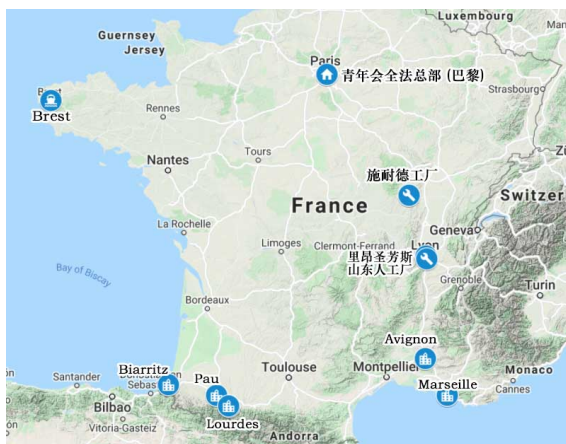 Luxembourg
Guernsey
Jersey
Paris
青年会全法总部 (巴黎)
Strasbourg
Brest
Rennes
Nantes
Tours
施耐德工厂
France
Switzer
Geneva
La Rochelle
Limoges
Clermont-Ferrand
Lyon
里昂圣芳斯
山东人工厂
Grenoble
Turin
Bay of Biscay
Bordeaux
Avignon
Biarritz
Pau
Toulouse
Montpellier
Monaco
Santander
Marseille
Cannes
Bilbao
Lourdes
Vitoria-Gasteiz
Andorra